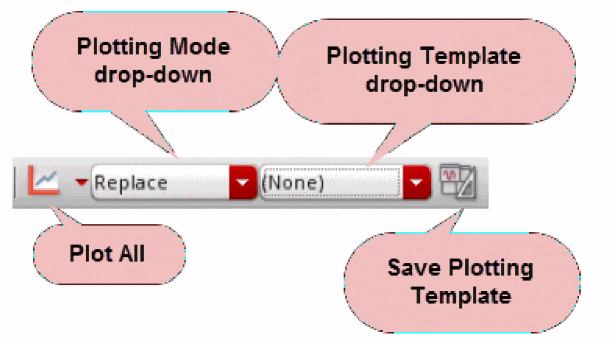 Plotting Mode
drop-down
Plotting Template
drop-down
Replace
(None)
Plot All
Save Plotting
Template